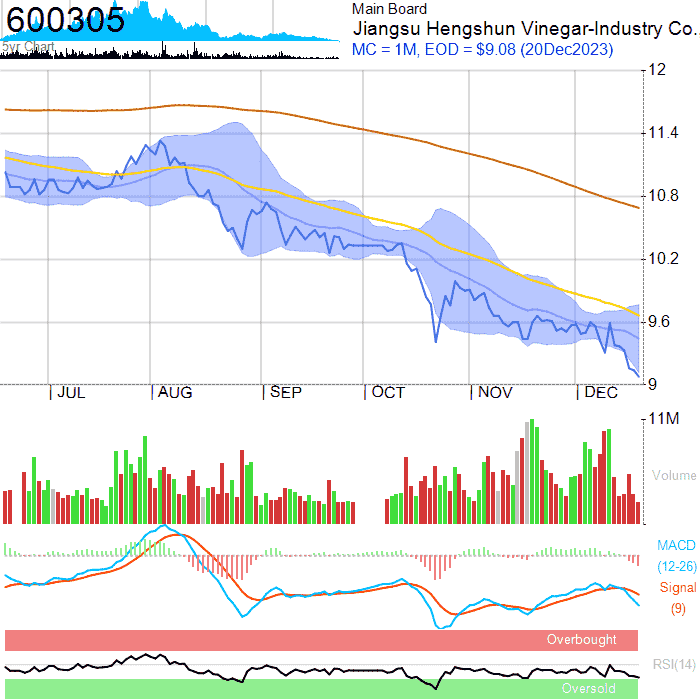 600305
5yr Chart
Main Board
Jiangsu Hengshun Vinegar-Industry Co.
MC = 1M, EOD = $9.08 (20Dec2023)
12
11.4
10.8
10.2
9.6
9
JUL AUG SEP OCT NOV DEC
11M
Volume
MACD
(12-26)
Signal
(9)
Overbought
RSI(14)
Oversold